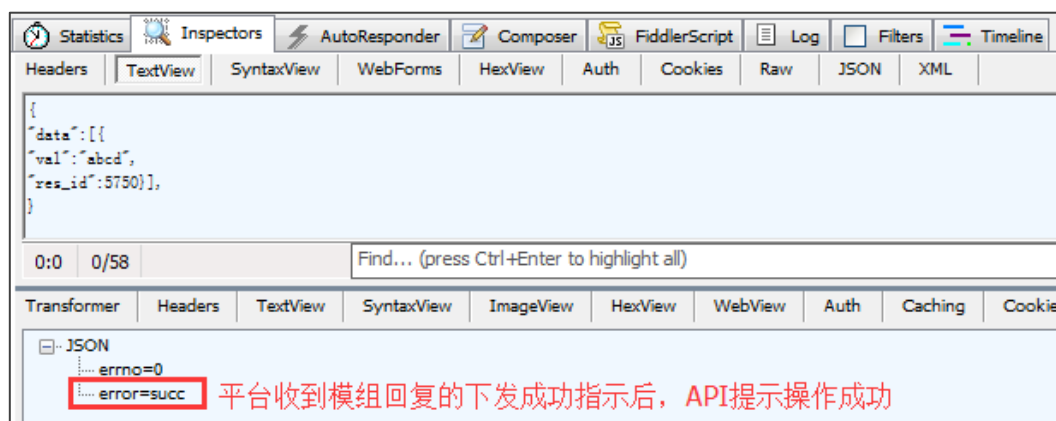 Statistics Inspectors AutoResponder Composer FiddlerScript Log Filters Timeline
Headers TextView SyntaxView WebForms HexView Auth Cookies Raw JSON XML
{
"data":[{
"val":"abcd",
"res_id":5750}],
}
0:0 0/58 Find... (press Ctrl+Enter to highlight all)
Transformer Headers TextView SyntaxView ImageView HexView WebView Auth Caching Cookie
JSON
errno=0
error=succ 平台收到模组回复的下发成功指示后，API提示操作成功